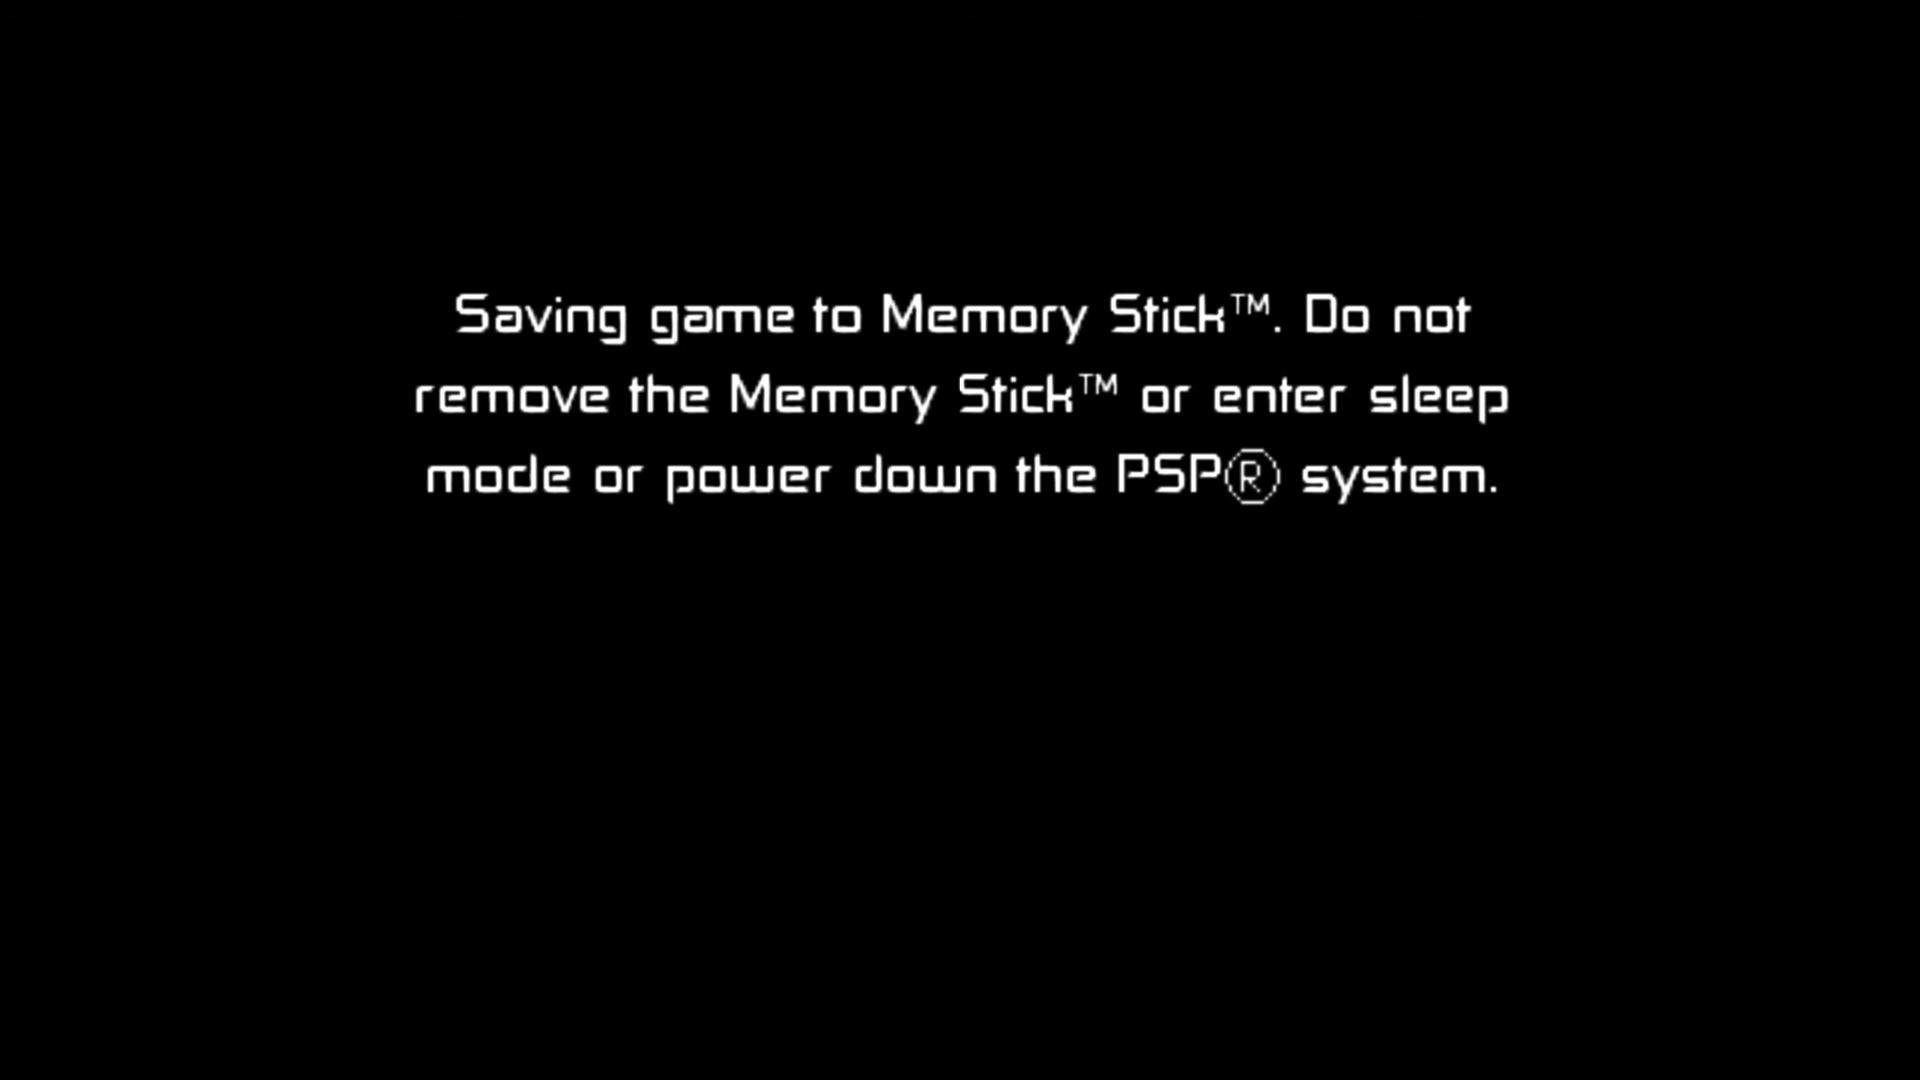 Saving game to Memory Stick™. Do not
remove the Memory Stick™ or enter sleep
mode or power down the PSP® system.